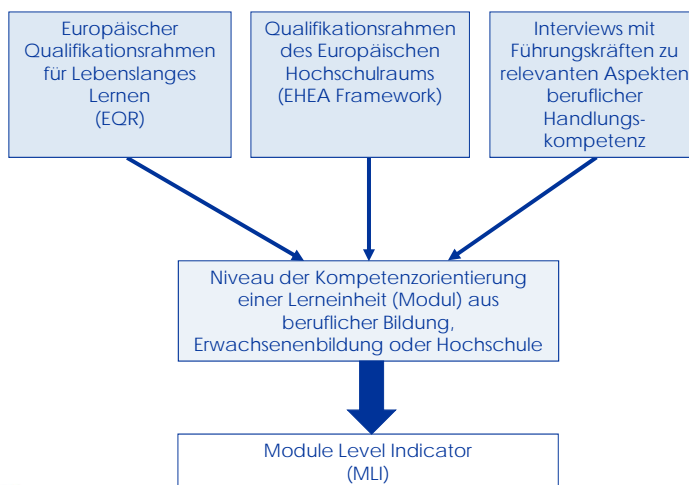 Europäischer
Qualifikationsrahmen
für Lebenslanges
Lernen
(EQR)
Qualifikationsrahmen
des Europäischen
Hochschulraums
(EHEA Framework)
Interviews mit
Führungskräften zu
relevanten Aspekten
beruflicher
Handlungs-
kompetenz
Niveau der Kompetenzorientierung
einer Lerneinheit (Modul) aus
beruflicher Bildung,
Erwachsenenbildung oder Hochschule
Module Level Indicator
(MLI)